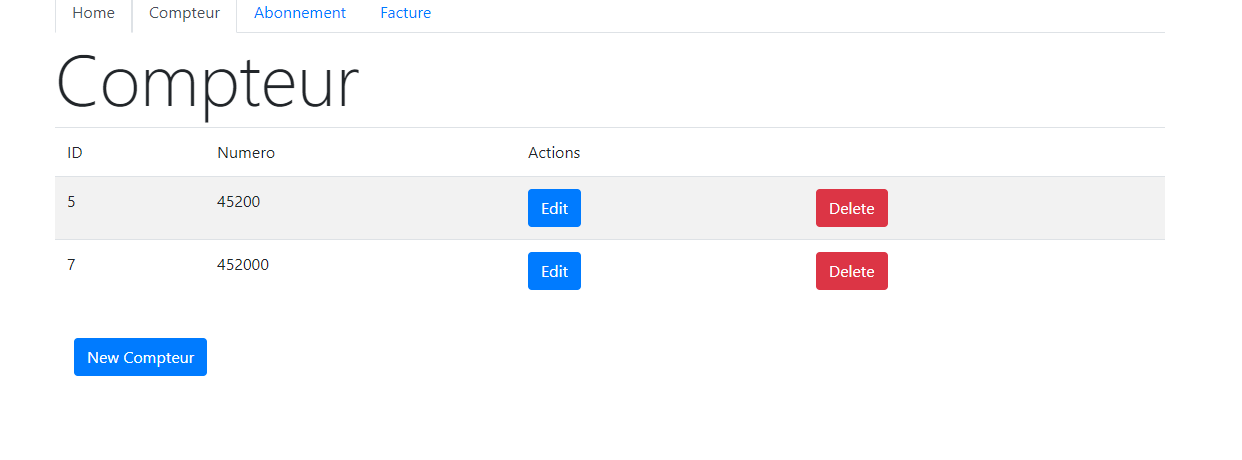 Home Compteur Abonnement Facture
Compteur
ID Numero Actions
5 45200 Edit Delete
7 452000 Edit Delete
New Compteur